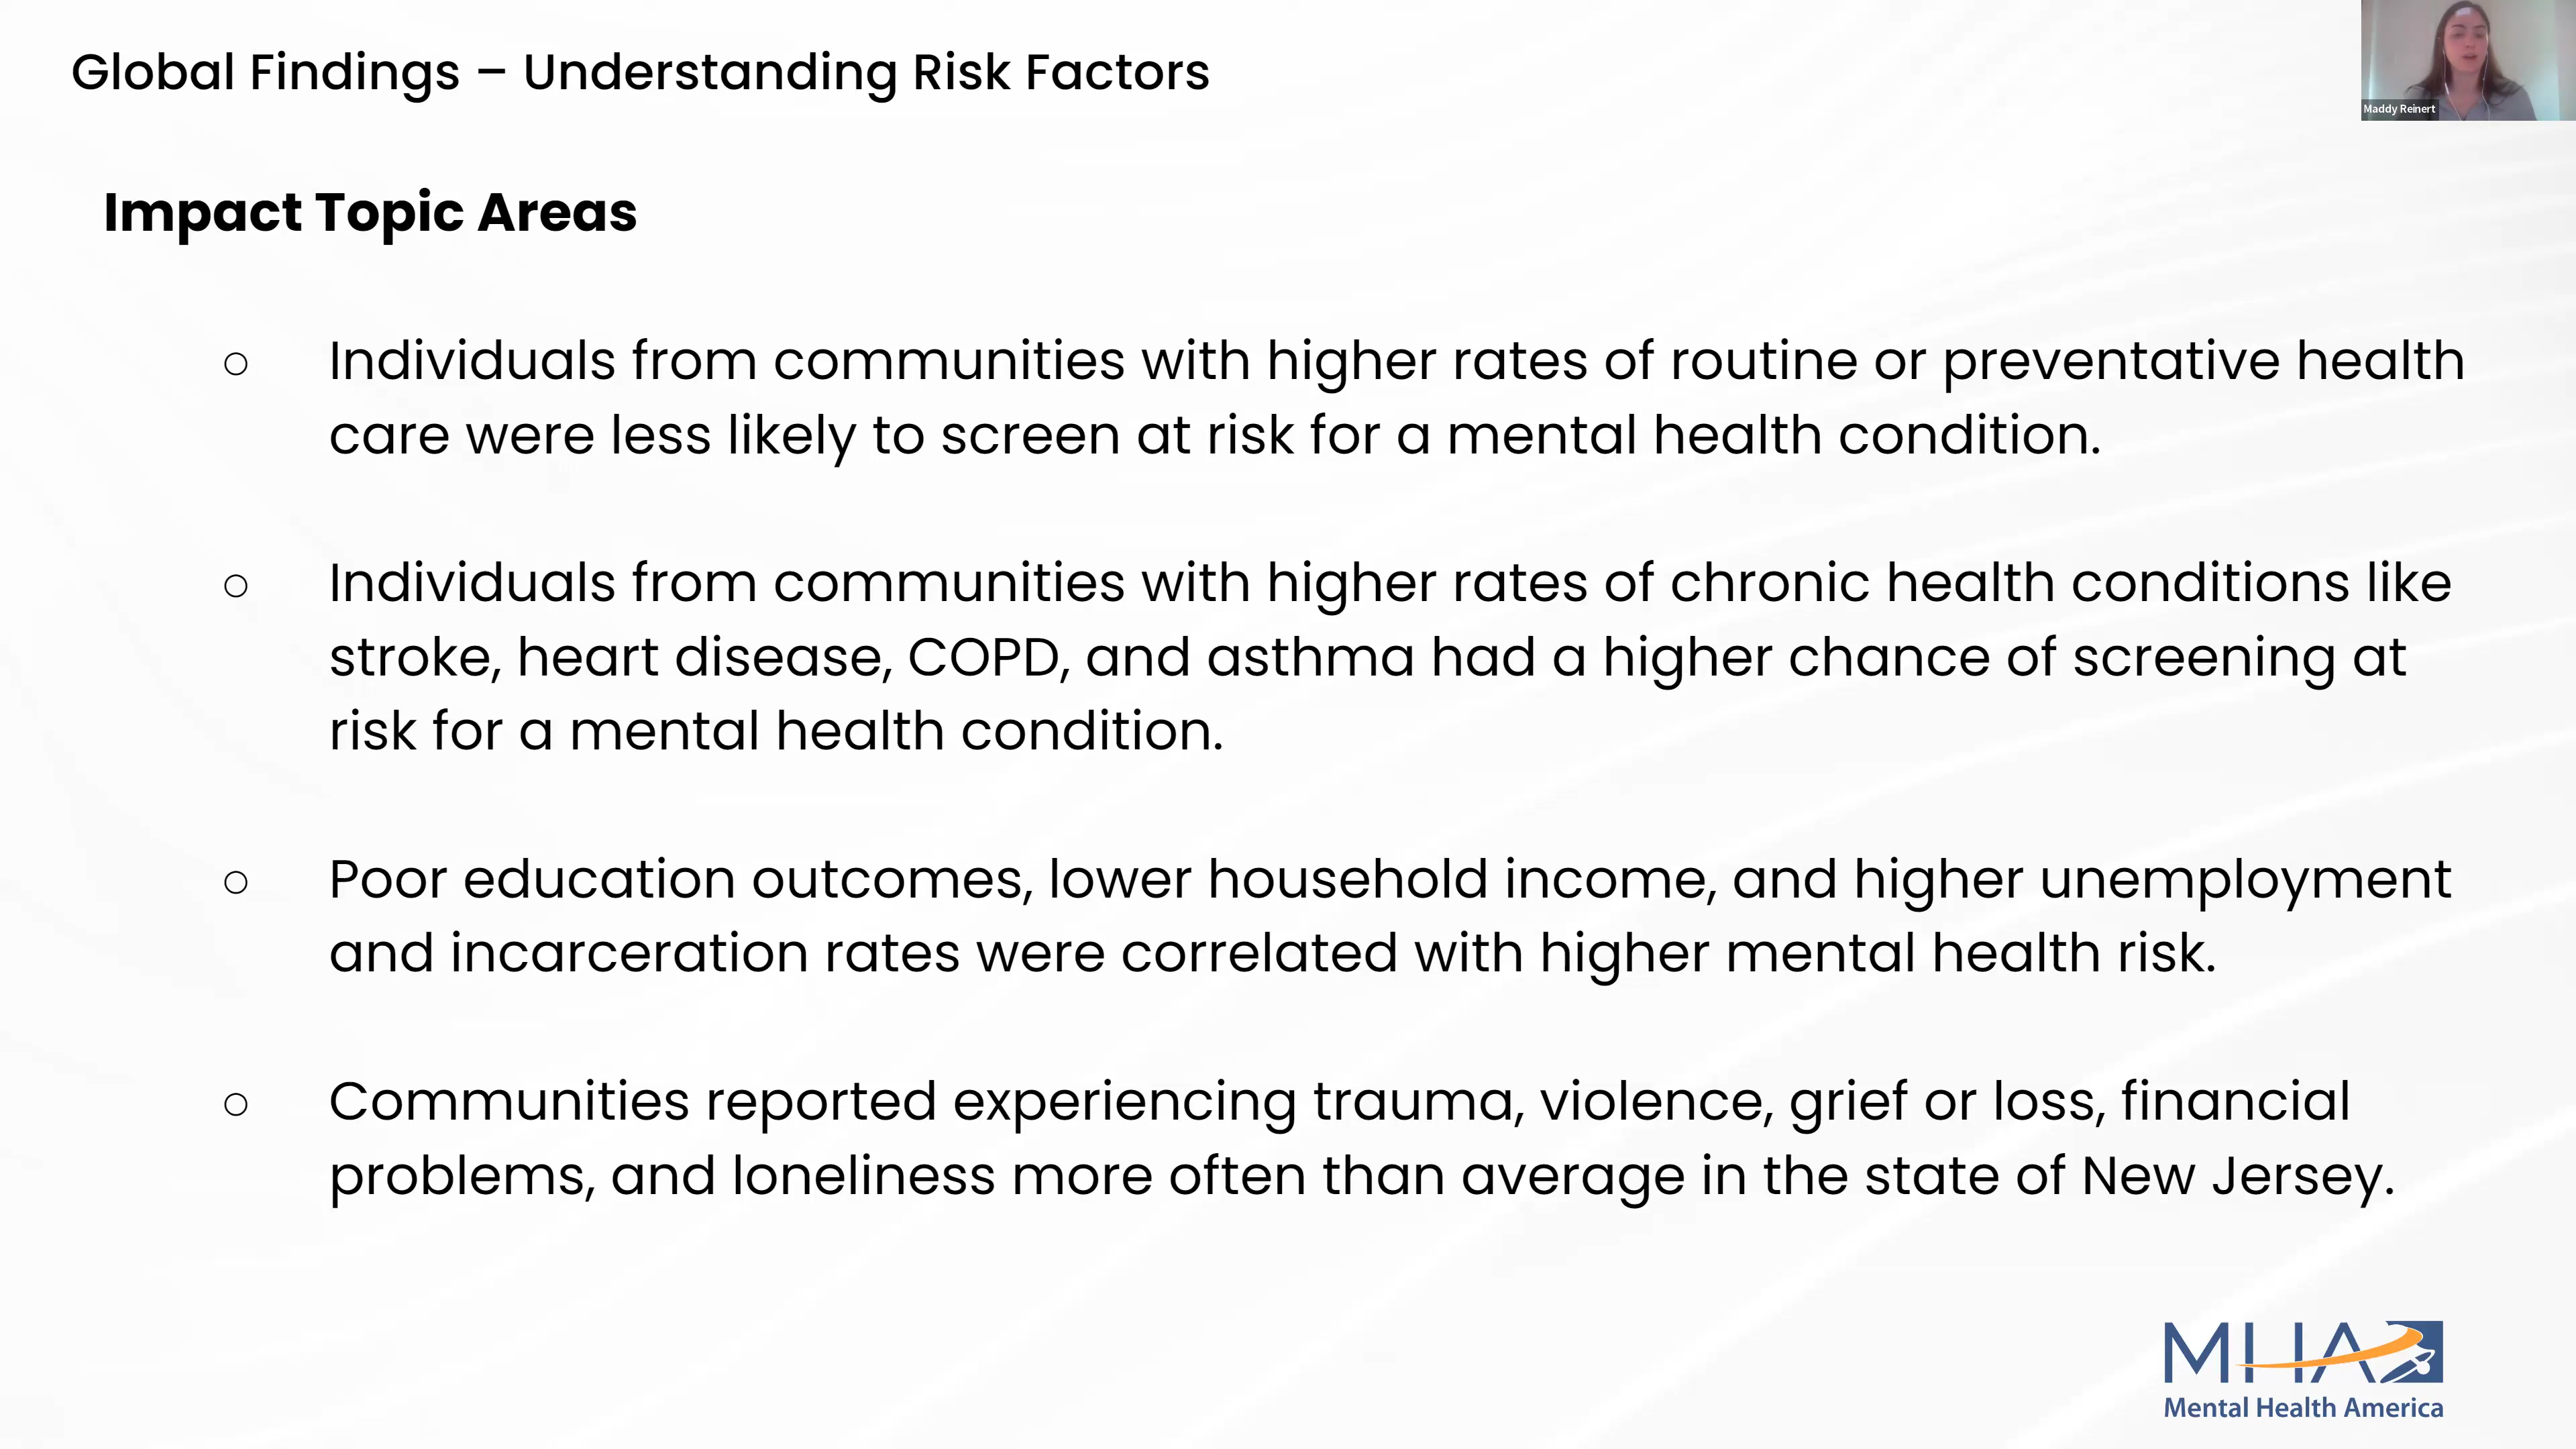 Global Findings – Understanding Risk Factors
Maddy Reinert
Impact Topic Areas
○ Individuals from communities with higher rates of routine or preventative health
care were less likely to screen at risk for a mental health condition.
○ Individuals from communities with higher rates of chronic health conditions like
stroke, heart disease, COPD, and asthma had a higher chance of screening at
risk for a mental health condition.
○ Poor education outcomes, lower household income, and higher unemployment
and incarceration rates were correlated with higher mental health risk.
○ Communities reported experiencing trauma, violence, grief or loss, financial
problems, and loneliness more often than average in the state of New Jersey.
MHA
Mental Health America